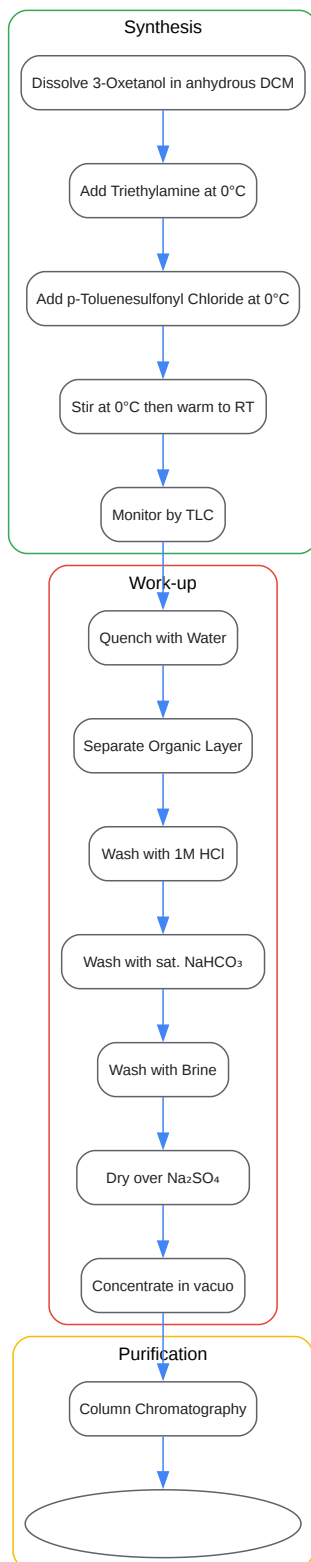 Synthesis
Dissolve 3-Oxetanol in anhydrous DCM
Add Triethylamine at 0°C
Add p-Toluenesulfonyl Chloride at 0°C
Stir at 0°C then warm to RT
Monitor by TLC
Work-up
Quench with Water
Separate Organic Layer
Wash with 1M HCl
Wash with sat. NaHCO₃
Wash with Brine
Dry over Na₂SO₄
Concentrate in vacuo
Purification
Column Chromatography